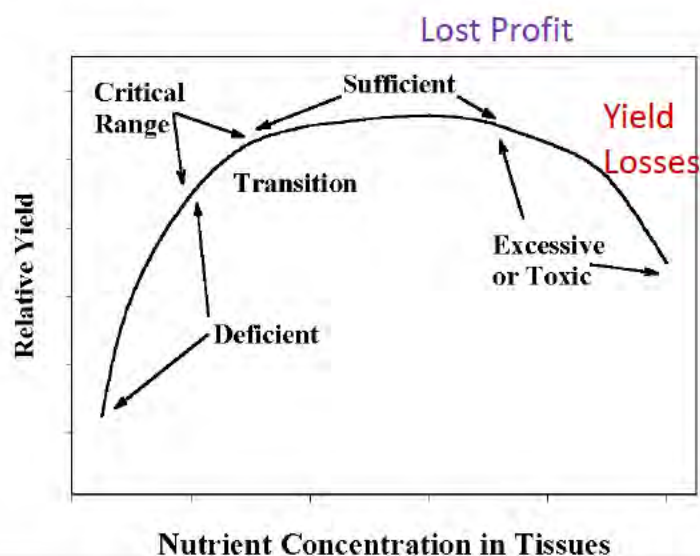 Lost Profit
Critical
Range
Sufficient
Yield
Losses
Transition
Excessive
or Toxic
Deficient
Relative Yield
Nutrient Concentration in Tissues